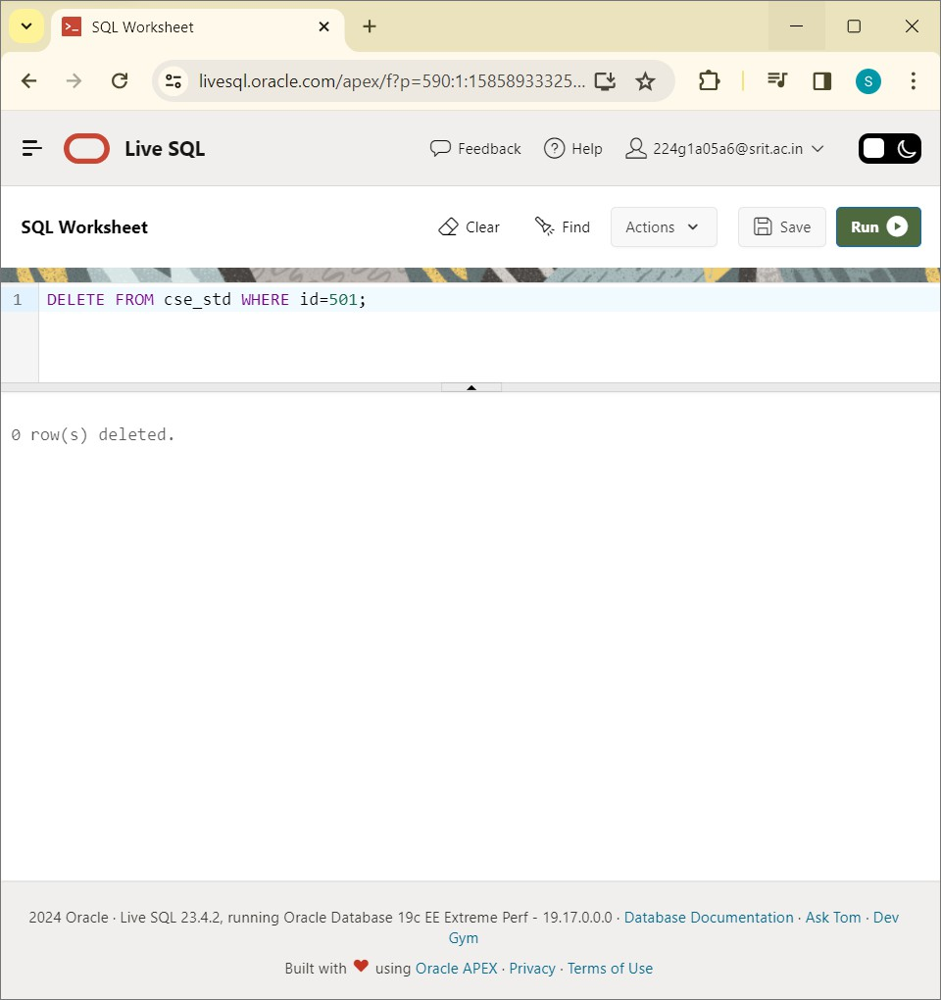 SQL Worksheet
livesql.oracle.com/apex/f?p=590:1:15858933325...
S
Live SQL
Feedback
Help
224g1a05a6@srit.ac.in
SQL Worksheet
Clear
Find
Actions
Save
Run
1 DELETE FROM cse_std WHERE id=501;
0 row(s) deleted.
2024 Oracle · Live SQL 23.4.2, running Oracle Database 19c EE Extreme Perf - 19.17.0.0.0 · Database Documentation · Ask Tom · Dev
Gym
Built with ❤ using Oracle APEX · Privacy · Terms of Use